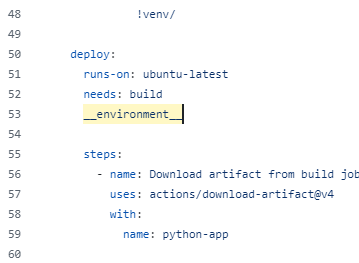 48 !venv/
49
50 deploy:
51 runs-on: ubuntu-latest
52 needs: build
53 __environment__
54
55 steps:
56 - name: Download artifact from build job
57 uses: actions/download-artifact@v4
58 with:
59 name: python-app
60